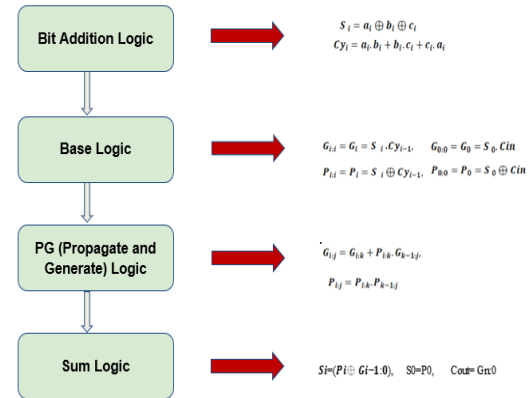 Bit Addition Logic
S i = ai ⊕ bi ⊕ ci
Cyi = ai.bi + bi.ci + ci.ai
Base Logic
Gi:i = Gi = S i .Cyi−1, G0:0 = G0 = S0.Cin
Pi:i = Pi = S i ⊕ Cyi−1, P0:0 = P0 = S0 ⊕ Cin
PG (Propagate and
Generate) Logic
Gi:j = Gi:k + Pi:k.Gk−1:j,
Pi:j = Pi:k.Pk−1:j
Sum Logic
Si=(Pi⊕ Gi−1:0), S0=P0, Cout= Gn:0